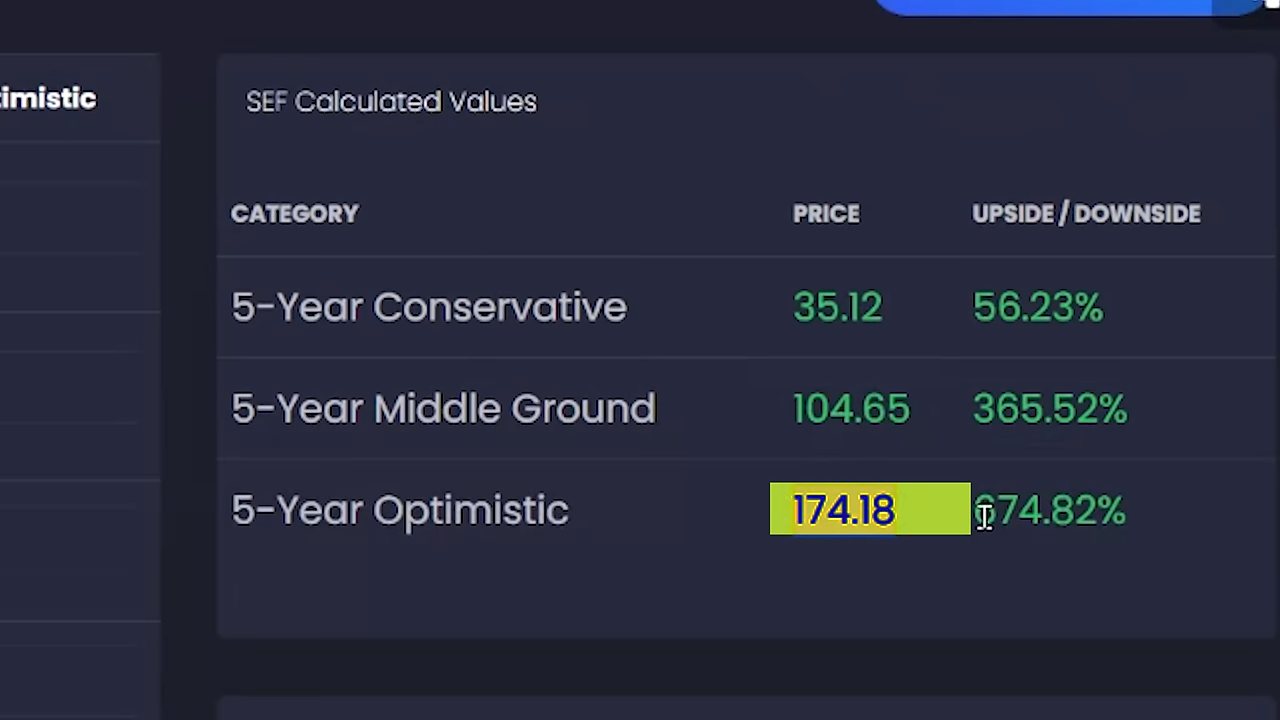 timistic
SEF Calculated Values
CATEGORY PRICE UPSIDE / DOWNSIDE
5-Year Conservative 35.12 56.23%
5-Year Middle Ground 104.65 365.52%
5-Year Optimistic 174.18 674.82%